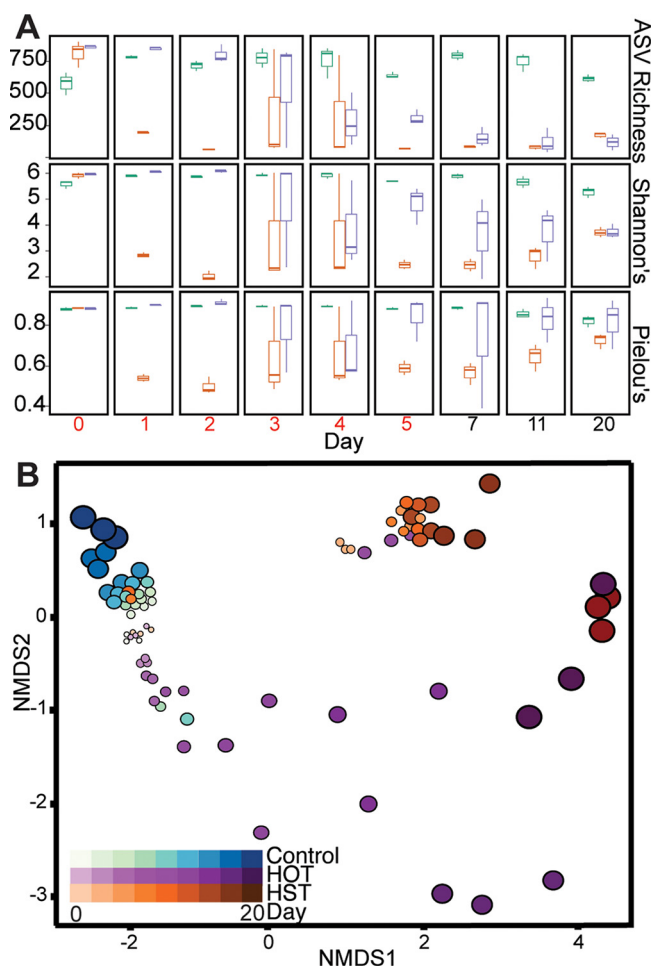 A
ASV Richness
750
500
250
Shannon's
6
5
4
3
2
Pielou's
0.8
0.6
0.4
0 1 2 3 4 5 7 11 20
Day
B
NMDS2
1
0
-1
-2
-3
Control
HOT
HST
0 20 Day
-2 0 2 4
NMDS1